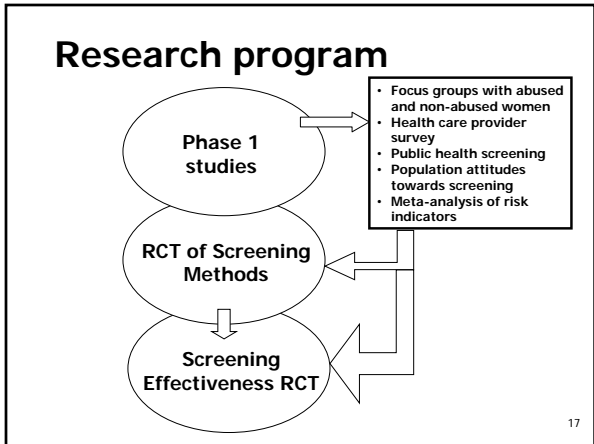 Research program
Phase 1
studies
• Focus groups with abused
and non-abused women
• Health care provider
survey
• Public health screening
• Population attitudes
towards screening
• Meta-analysis of risk
indicators
RCT of Screening
Methods
Screening
Effectiveness RCT
17